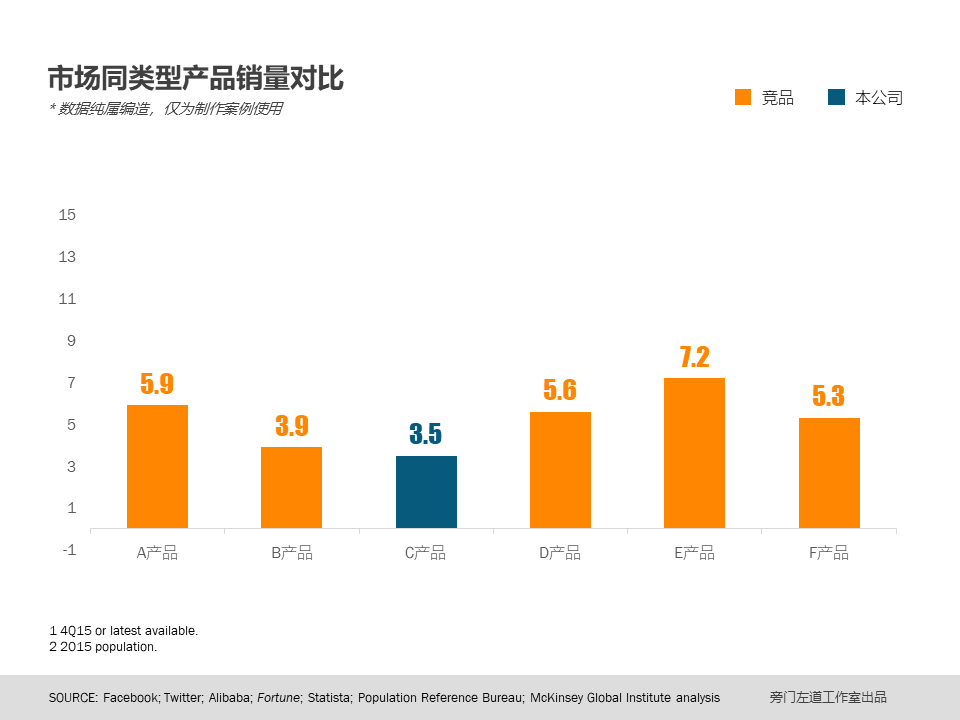 市场同类型产品销量对比
* 数据纯属编造，仅为制作案例使用
竞品 本公司
15
13
11
9
7
5
3
1
-1
5.9 3.9 3.5 5.6 7.2 5.3
A产品 B产品 C产品 D产品 E产品 F产品
1 4Q15 or latest available.
2 2015 population.
SOURCE: Facebook; Twitter; Alibaba; Fortune; Statista; Population Reference Bureau; McKinsey Global Institute analysis 旁门左道工作室出品